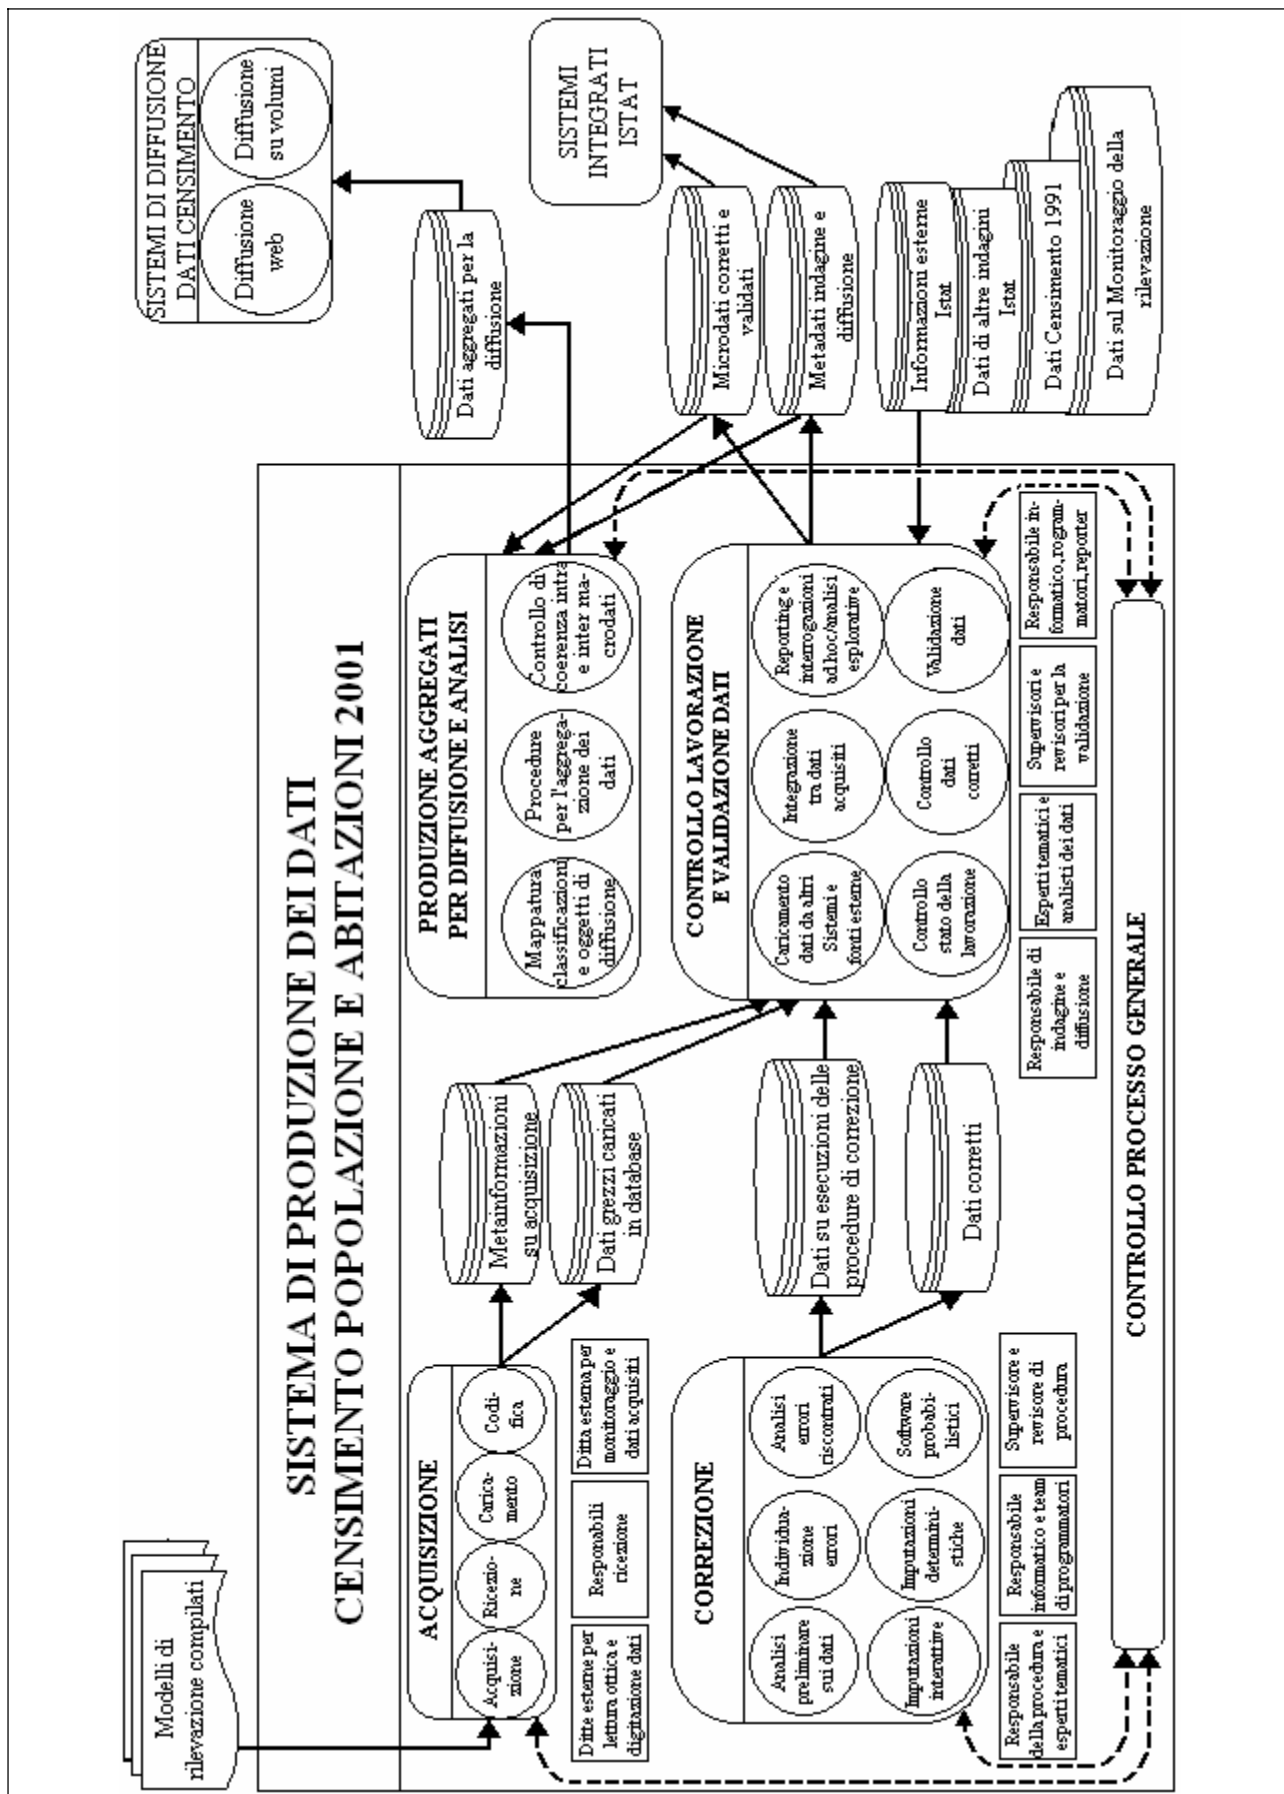 SISTEMA DI PRODUZIONE DEI DATI
CENSIMENTO POPOLAZIONE E ABITAZIONI 2001
Modelli di
rilevazione compilati
ACQUISIZIONE
Acquisi-
zione
Ricezio-
ne
Carica-
mento
Codi-
fica
Ditte esterne per
lettura ottica e
digitazione dati
Responsabili
ricezione
Ditta esterna per
monitoraggio e
dati acquisiti
Metainformazioni
su acquisizione
Dati grezzi caricati
in database
PRODUZIONE AGGREGATI
PER DIFFUSIONE E ANALISI
Mappatura
classificazioni
e oggetti di
diffusione
Procedure
per l'aggrega-
zione dei
dati
Controllo di
coerenza intra
e inter ma-
crodati
Dati aggregati per la
diffusione
SISTEMI DI DIFFUSIONE
DATI CENSIMENTO
Diffusione
web
Diffusione
su volumi
SISTEMI
INTEGRATI
ISTAT
CORREZIONE
Analisi
preliminare
sui dati
Individua-
zione
errori
Analisi
errori
riscontrati
Imputazioni
interattive
Imputazioni
determini-
stiche
Software
probabi-
listici
Responsabile
della procedura e
esperti tematici
Responsabile
informatico e team
di programmatori
Supervisore e
revisore di
procedura
Dati su esecuzioni delle
procedure di correzione
Dati corretti
CONTROLLO LAVORAZIONE
E VALIDAZIONE DATI
Caricamento
dati da altri
Sistemi e
fonti esterne
Integrazione
tra dati
acquisiti
Reporting e
interrogazioni
ad hoc/analisi
esplorative
Controllo
stato della
lavorazione
Controllo
dati
corretti
Validazione
dati
Responsabile di
indagine e
diffusione
Esperti tematici e
analisti dei dati
Supervisori e
revisori per la
validazione
Responsabile in-
formatico, rogram-
matori, reporter
Microdati corretti e
validati
Metadati indagine e
diffusione
Informazioni esterne
Istat
Dati di altre indagini
Istat
Dati Censimento 1991
Dati sul Monitoraggio della
rilevazione
CONTROLLO PROCESSO GENERALE